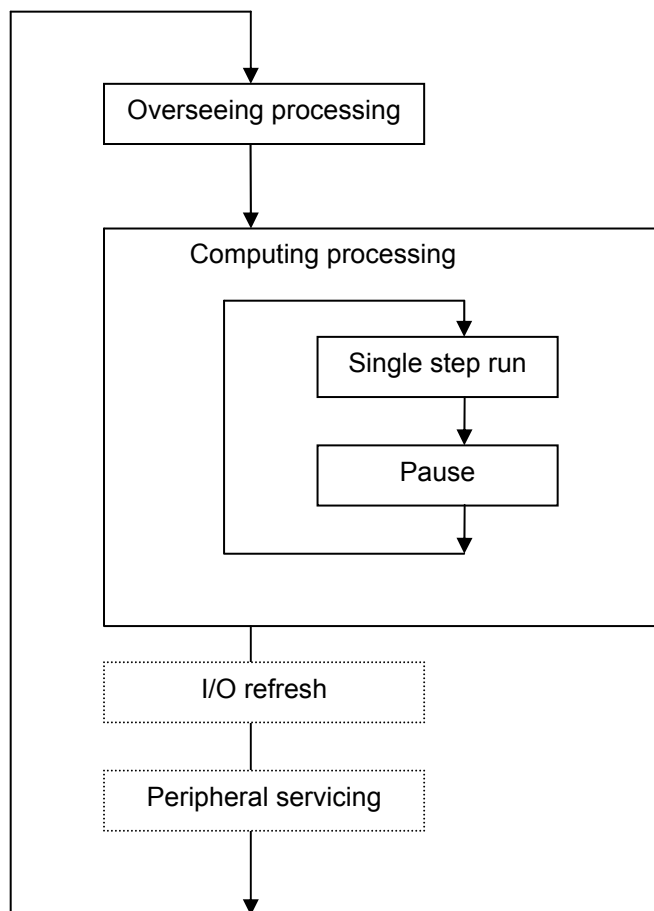 Overseeing processing
Computing processing
Single step run
Pause
I/O refresh
Peripheral servicing